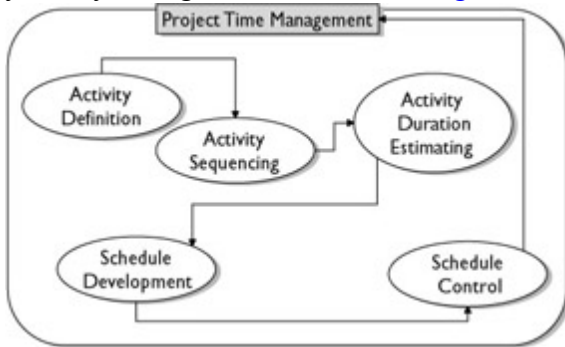 Project Time Management
Activity
Definition
Activity
Sequencing
Activity
Duration
Estimating
Schedule
Development
Schedule
Control